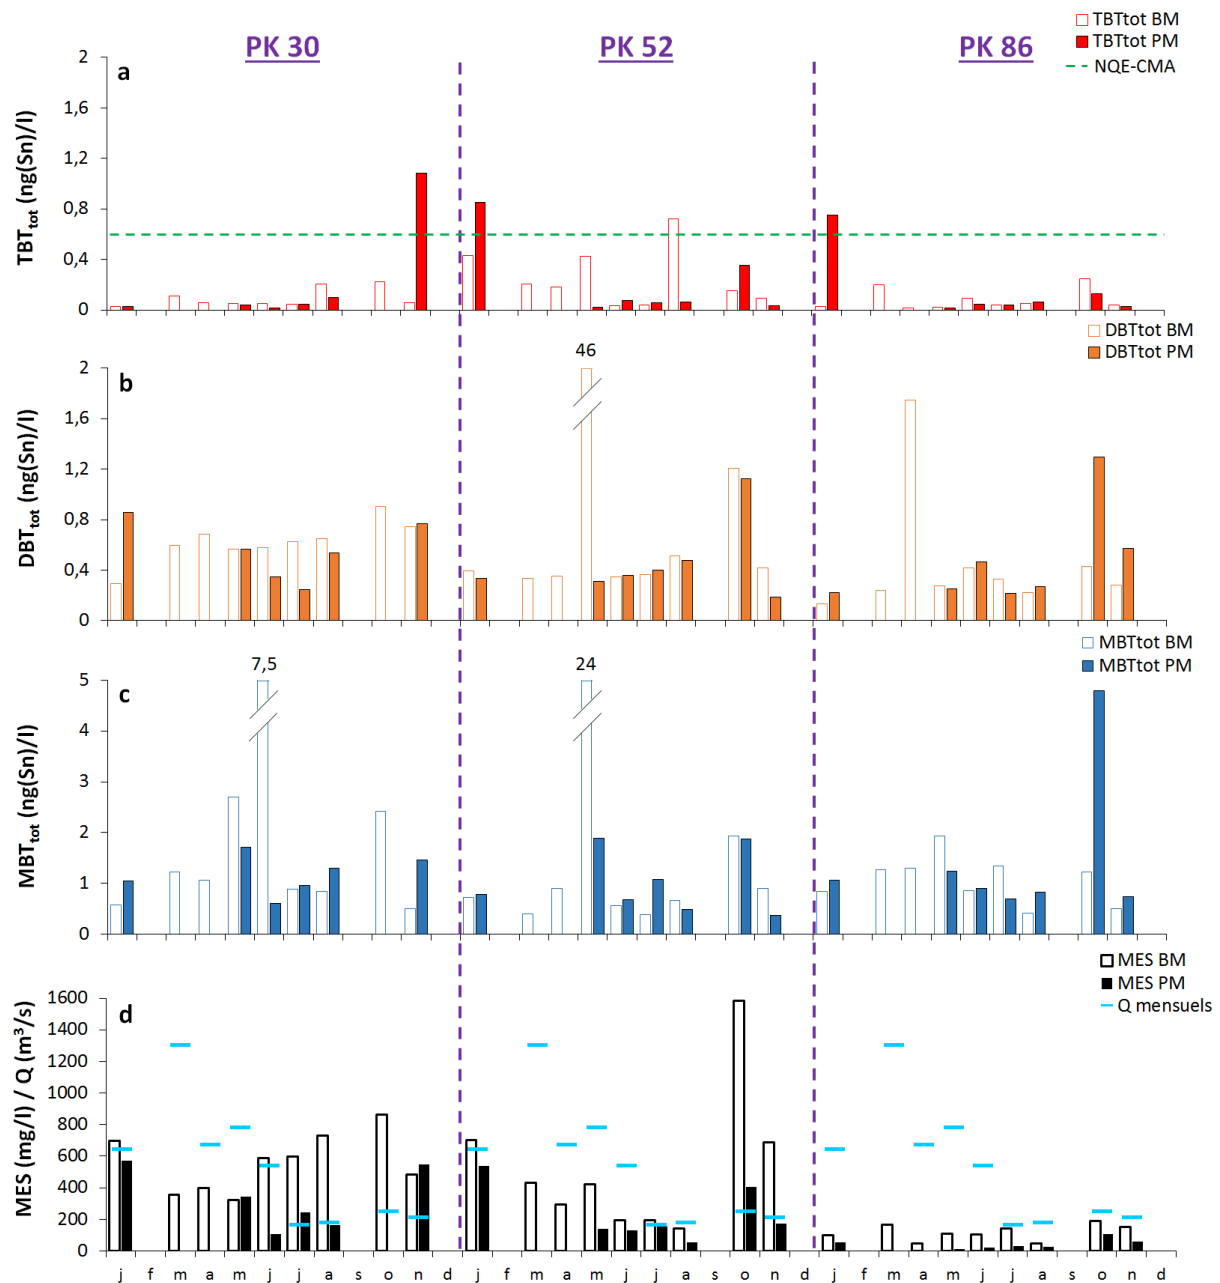 PK 30
PK 52
PK 86
TBTtot BM
TBTtot PM
NQE-CMA
a
TBTtot (ng(Sn)/l)
2
1,6
1,2
0,8
0,4
0
DBTtot BM
DBTtot PM
b
46
DBTtot (ng(Sn)/l)
2
1,6
1,2
0,8
0,4
0
MBTtot BM
MBTtot PM
c
7,5
24
MBTtot (ng(Sn)/l)
5
4
3
2
1
0
MES BM
MES PM
Q mensuels
d
MES (mg/l) / Q (m³/s)
1600
1400
1200
1000
800
600
400
200
0
j f m a m j j a s o n d j f m a m j j a s o n d j f m a m j j a s o n d